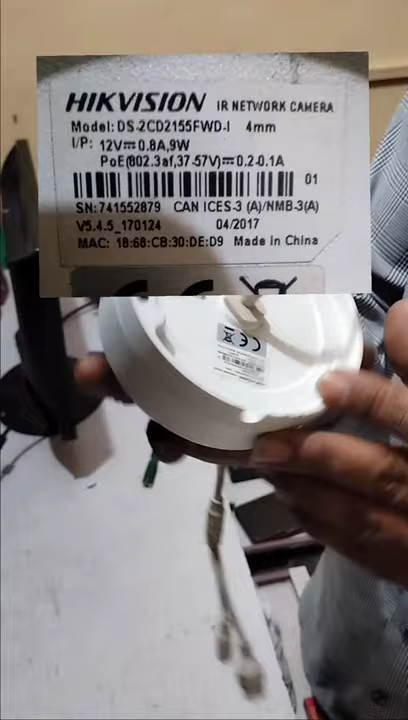 HIKVISION IR NETWORK CAMERA
Model: DS-2CD2155FWD-I 4mm
I/P: 12V⎓0.8A,9W
PoE(802.3af,37-57V)⎓0.2-0.1A
01
SN:741552879 CAN ICES-3 (A)/NMB-3(A)
V5.4.5_170124 04/2017
MAC: 18:68:CB:30:DE:D9 Made in China
CE